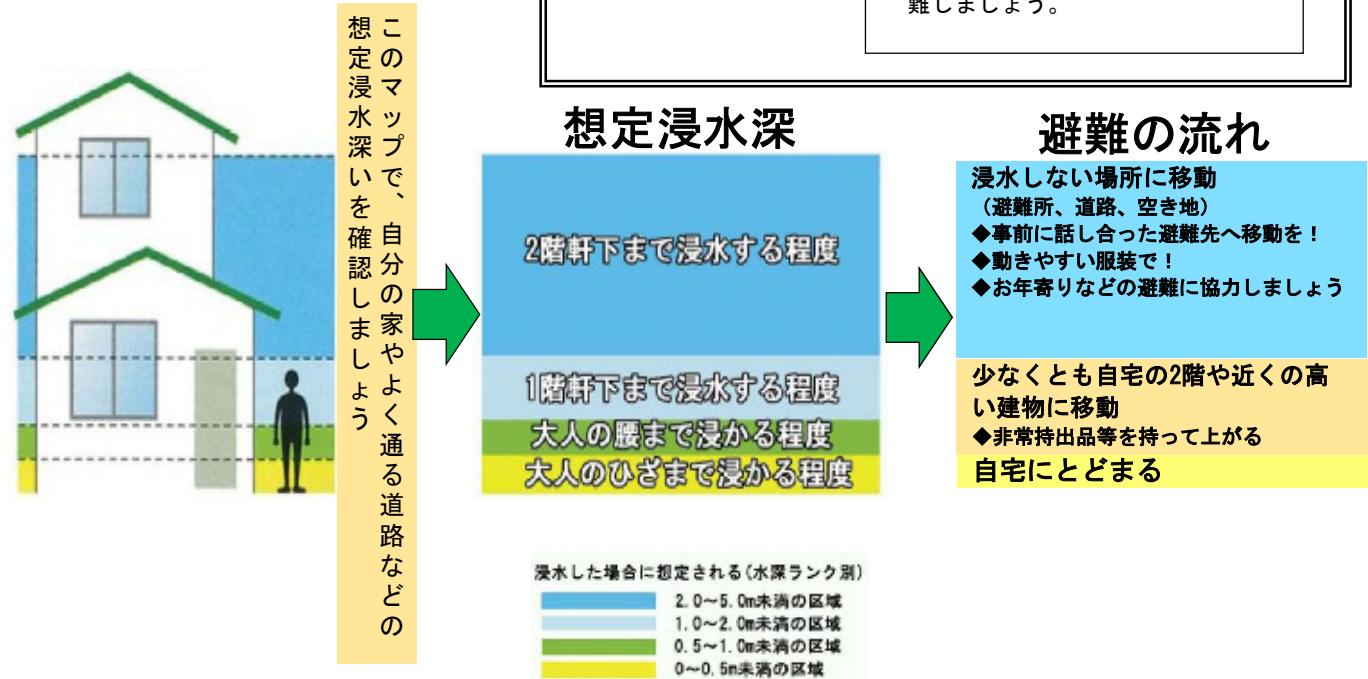 難しましょう。
このマップで、自分の家やよく通る道路などの
想定浸水深いを確認しましょう
想定浸水深
2階軒下まで浸水する程度
1階軒下まで浸水する程度
大人の腰まで浸かる程度
大人のひざまで浸かる程度
避難の流れ
浸水しない場所に移動
（避難所、道路、空き地）
◆事前に話し合った避難先へ移動を！
◆動きやすい服装で！
◆お年寄りなどの避難に協力しましょう
少なくとも自宅の2階や近くの高
い建物に移動
◆非常持出品等を持って上がる
自宅にとどまる
浸水した場合に想定される(水深ランク別)
2.0～5.0m未満の区域
1.0～2.0m未満の区域
0.5～1.0m未満の区域
0～0.5m未満の区域